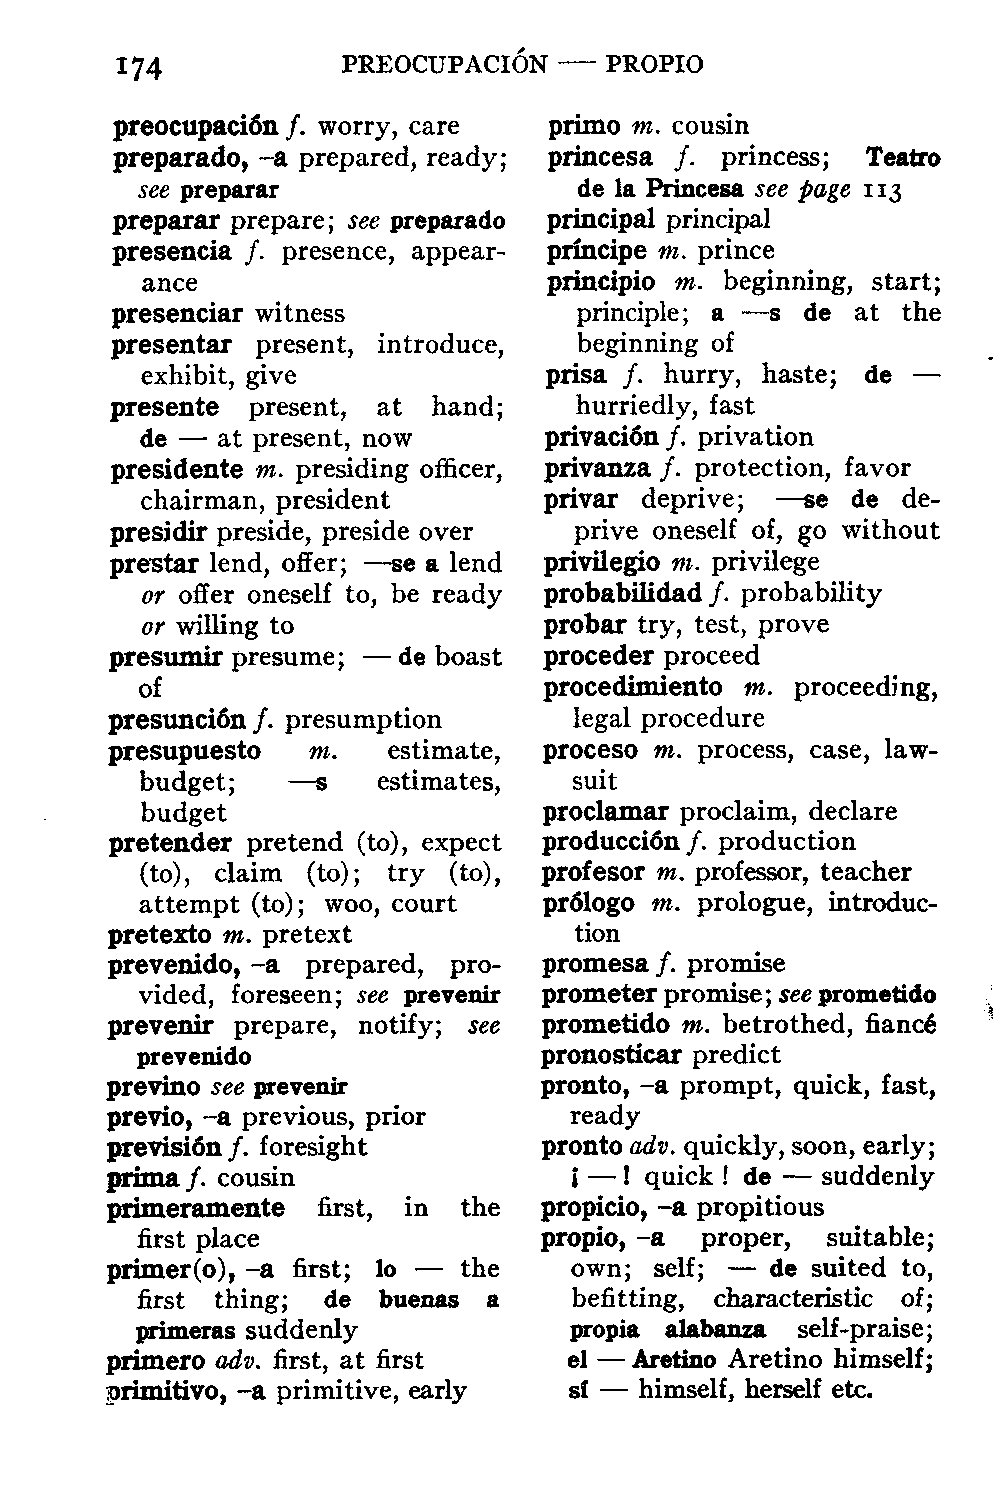 174 PREOCUPACIÓN — PROPIO
preocupación f. worry, care
preparado, –a prepared, ready;
see preparar
preparar prepare; see preparado
presencia f. presence, appear-
ance
presenciar witness
presentar present, introduce,
exhibit, give
presente present, at hand;
de — at present, now
presidente m. presiding officer,
chairman, president
presidir preside, preside over
prestar lend, offer; —se a lend
or offer oneself to, be ready
or willing to
presumir presume; — de boast
of
presunción f. presumption
presupuesto m. estimate,
budget; —s estimates,
budget
pretender pretend (to), expect
(to), claim (to); try (to),
attempt (to); woo, court
pretexto m. pretext
prevenido, –a prepared, pro-
vided, foreseen; see prevenir
prevenir prepare, notify; see
prevenido
previno see prevenir
previo, –a previous, prior
previsión f. foresight
prima f. cousin
primeramente first, in the
first place
primer(o), –a first; lo — the
first thing; de buenas a
primeras suddenly
primero adv. first, at first
primitivo, –a primitive, early
primo m. cousin
princesa f. princess; Teatro
de la Princesa see page 113
principal principal
príncipe m. prince
principio m. beginning, start;
principle; a —s de at the
beginning of
prisa f. hurry, haste; de —
hurriedly, fast
privación f. privation
privanza f. protection, favor
privar deprive; —se de de-
prive oneself of, go without
privilegio m. privilege
probabilidad f. probability
probar try, test, prove
proceder proceed
procedimiento m. proceeding,
legal procedure
proceso m. process, case, law-
suit
proclamar proclaim, declare
producción f. production
profesor m. professor, teacher
prólogo m. prologue, introduc-
tion
promesa f. promise
prometer promise; see prometido
prometido m. betrothed, fiancé
pronosticar predict
pronto, –a prompt, quick, fast,
ready
pronto adv. quickly, soon, early;
¡ — ! quick ! de — suddenly
propicio, –a propitious
propio, –a proper, suitable;
own; self; — de suited to,
befitting, characteristic of;
propia alabanza self-praise;
el — Aretino Aretino himself;
sí — himself, herself etc.